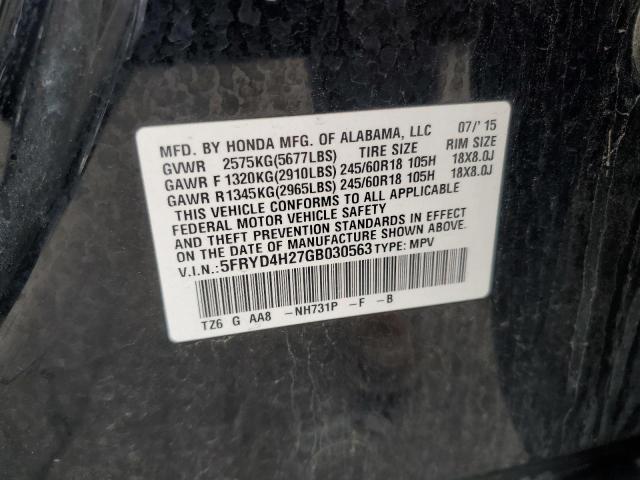 MFD. BY HONDA MFG. OF ALABAMA, LLC 07/'15
GVWR 2575KG(5677LBS) TIRE SIZE RIM SIZE
GAWR F 1320KG(2910LBS) 245/60R18 105H 18X8.0J
GAWR R1345KG(2965LBS) 245/60R18 105H 18X8.0J
THIS VEHICLE CONFORMS TO ALL APPLICABLE
FEDERAL MOTOR VEHICLE SAFETY
AND THEFT PREVENTION STANDARDS IN EFFECT
ON THE DATE OF MANUFACTURE SHOWN ABOVE.
V.I.N.:5FRYD4H27GB030563 TYPE: MPV
TZ6 G AA8 -NH731P -F -B